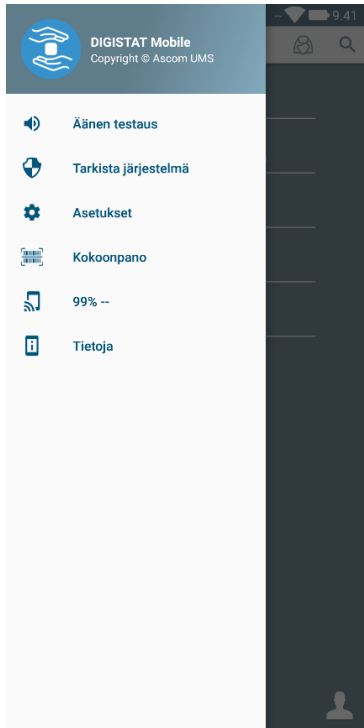 9.41
DIGISTAT Mobile
Copyright © Ascom UMS
Äänen testaus
Tarkista järjestelmä
Asetukset
Kokoonpano
99% --
Tietoja